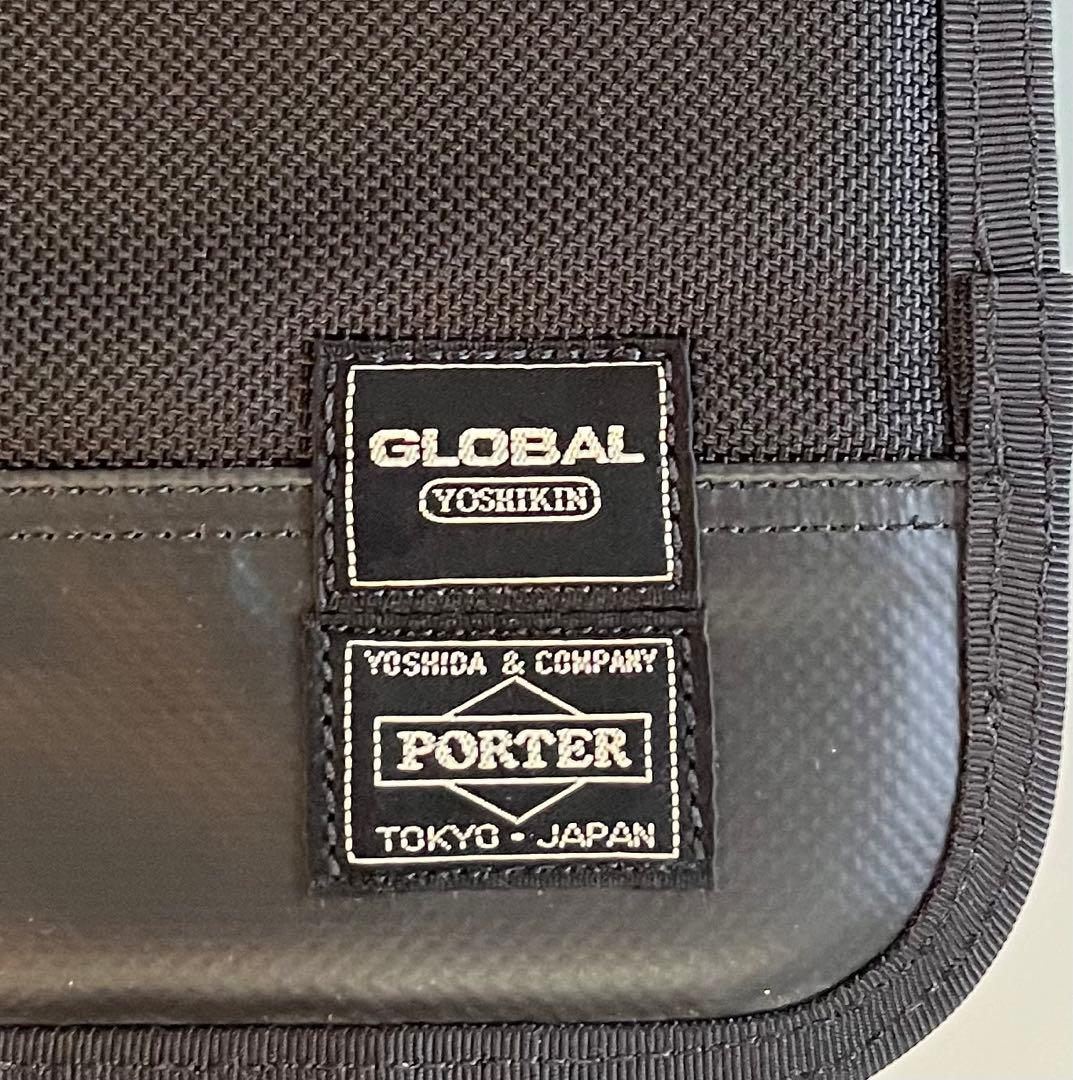 GLOBAL
YOSHIKIN
YOSHIDA & COMPANY
PORTER
TOKYO - JAPAN